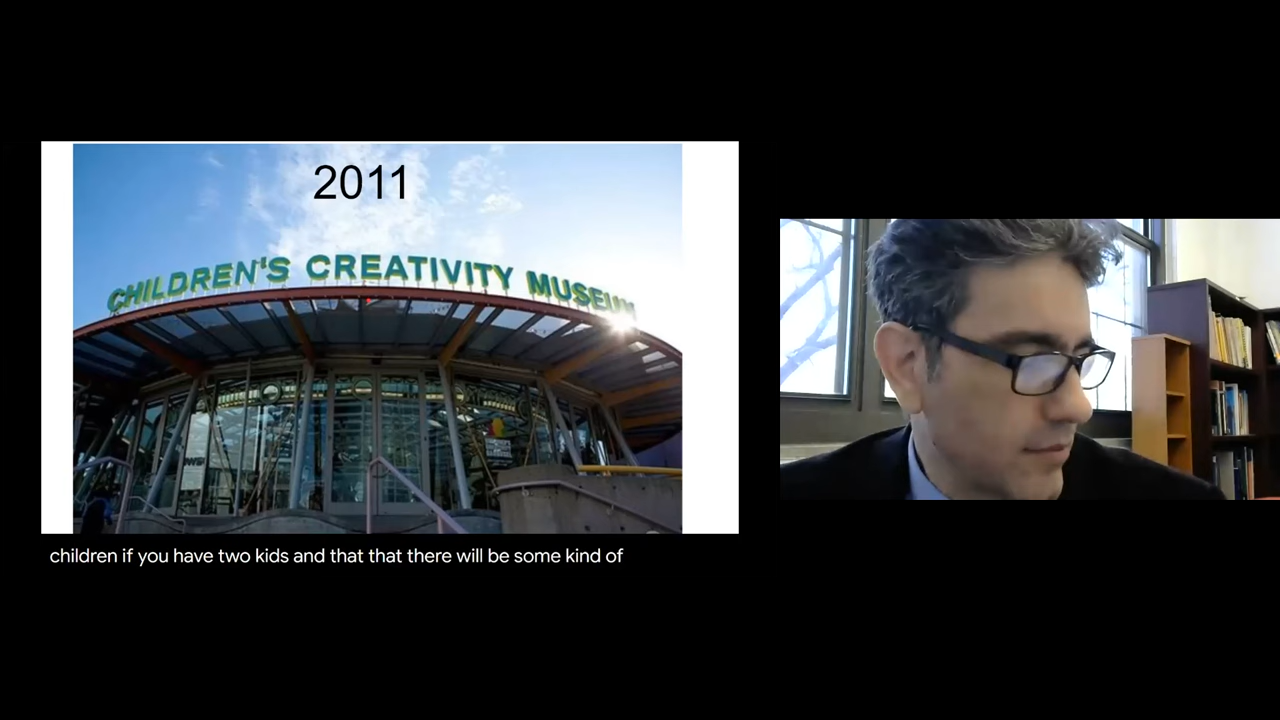 2011
CHILDREN'S CREATIVITY MUSEUM
children if you have two kids and that that there will be some kind of